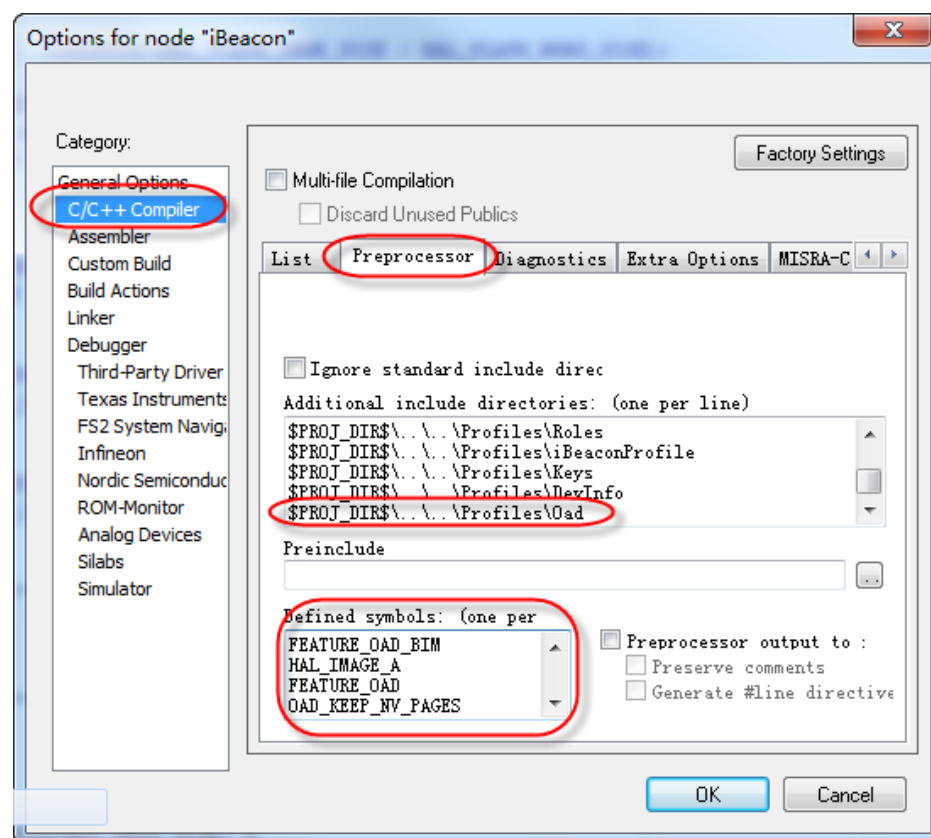 Options for node "iBeacon"
Category:
Factory Settings
General Options
C/C++ Compiler
Assembler
Custom Build
Build Actions
Linker
Debugger
Third-Party Driver
Texas Instruments
FS2 System Navig
Infineon
Nordic Semiconduc
ROM-Monitor
Analog Devices
Silabs
Simulator
Multi-file Compilation
Discard Unused Publics
List Preprocessor Diagnostics Extra Options MISRA-C
Ignore standard include direc
Additional include directories: (one per line)
$PROJ_DIR$\..\..\Profiles\Roles
$PROJ_DIR$\..\..\Profiles\iBeaconProfile
$PROJ_DIR$\..\..\Profiles\Keys
$PROJ_DIR$\..\..\Profiles\DevInfo
$PROJ_DIR$\..\..\Profiles\Oad
Preinclude
..
Defined symbols: (one per
FEATURE_OAD_BIM
HAL_IMAGE_A
FEATURE_OAD
OAD_KEEP_NV_PAGES
Preprocessor output to :
Preserve comments
Generate #line directive
OK Cancel